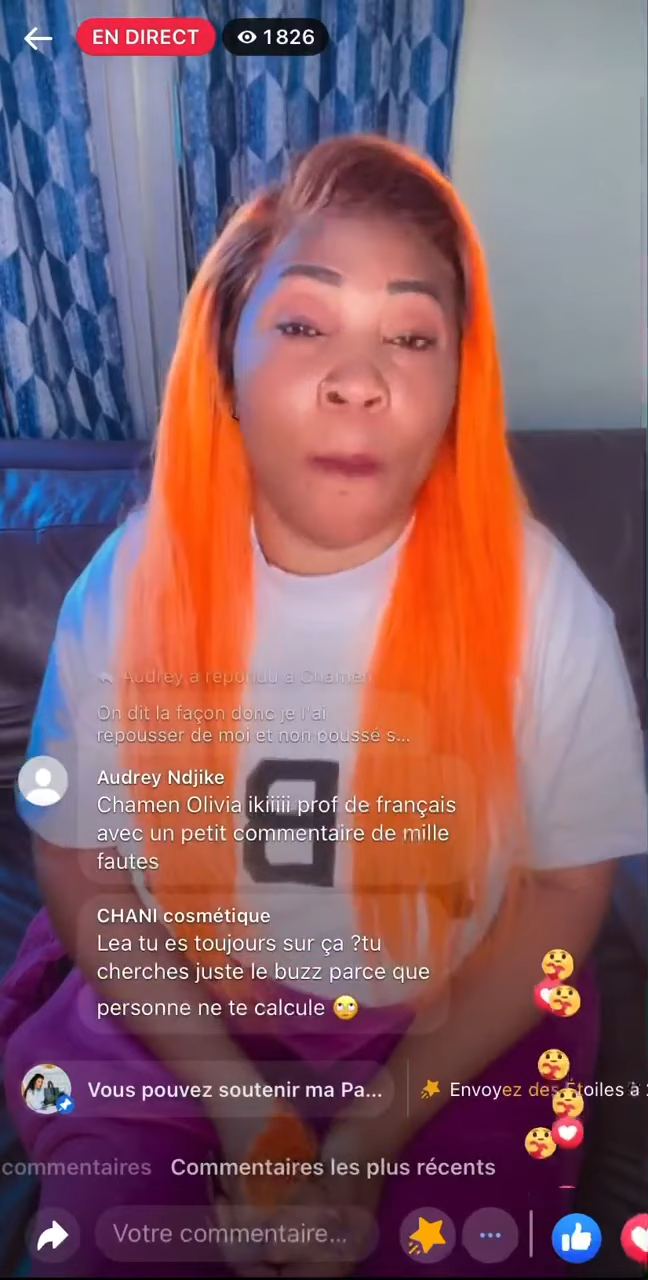 EN DIRECT 1826
Audrey a répondu à Chamen
On dit la façon donc je l'ai
repousser de moi et non poussé s...
Audrey Ndjike
Chamen Olivia ikiiiii prof de français
avec un petit commentaire de mille
fautes
CHANI cosmétique
Lea tu es toujours sur ça ?tu
cherches juste le buzz parce que
personne ne te calcule 🙄
Vous pouvez soutenir ma Pa...
Envoyez des Étoiles à
commentaires Commentaires les plus récents
Votre commentaire...